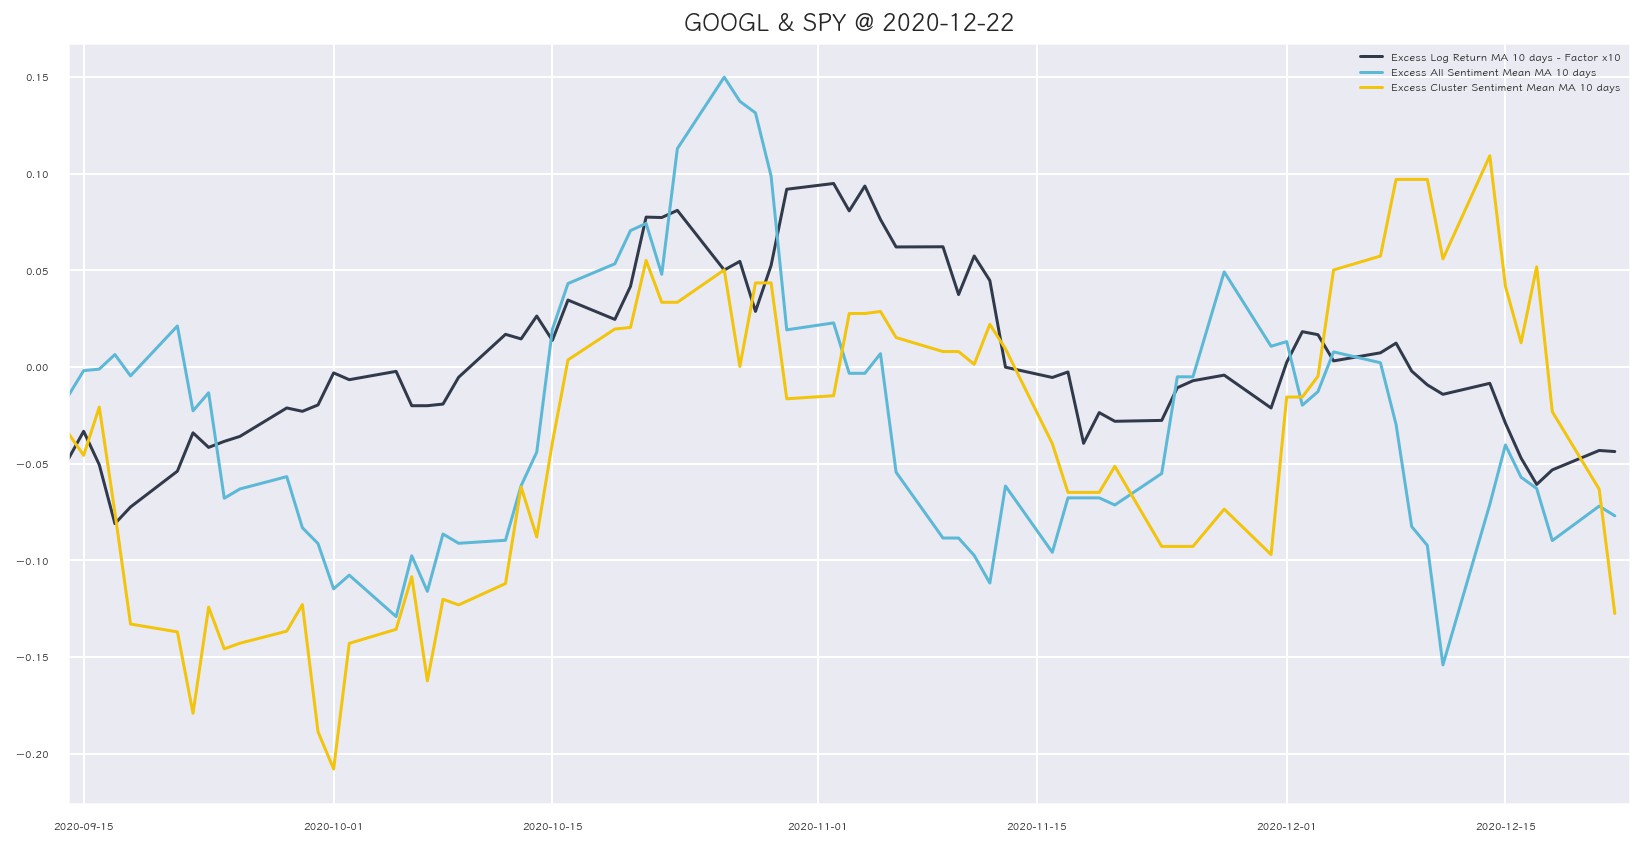 GOOGL & SPY @ 2020-12-22
Excess Log Return MA 10 days - Factor x10
Excess All Sentiment Mean MA 10 days
Excess Cluster Sentiment Mean MA 10 days
0.15
0.10
0.05
0.00
−0.05
−0.10
−0.15
−0.20
2020-09-15 2020-10-01 2020-10-15 2020-11-01 2020-11-15 2020-12-01 2020-12-15